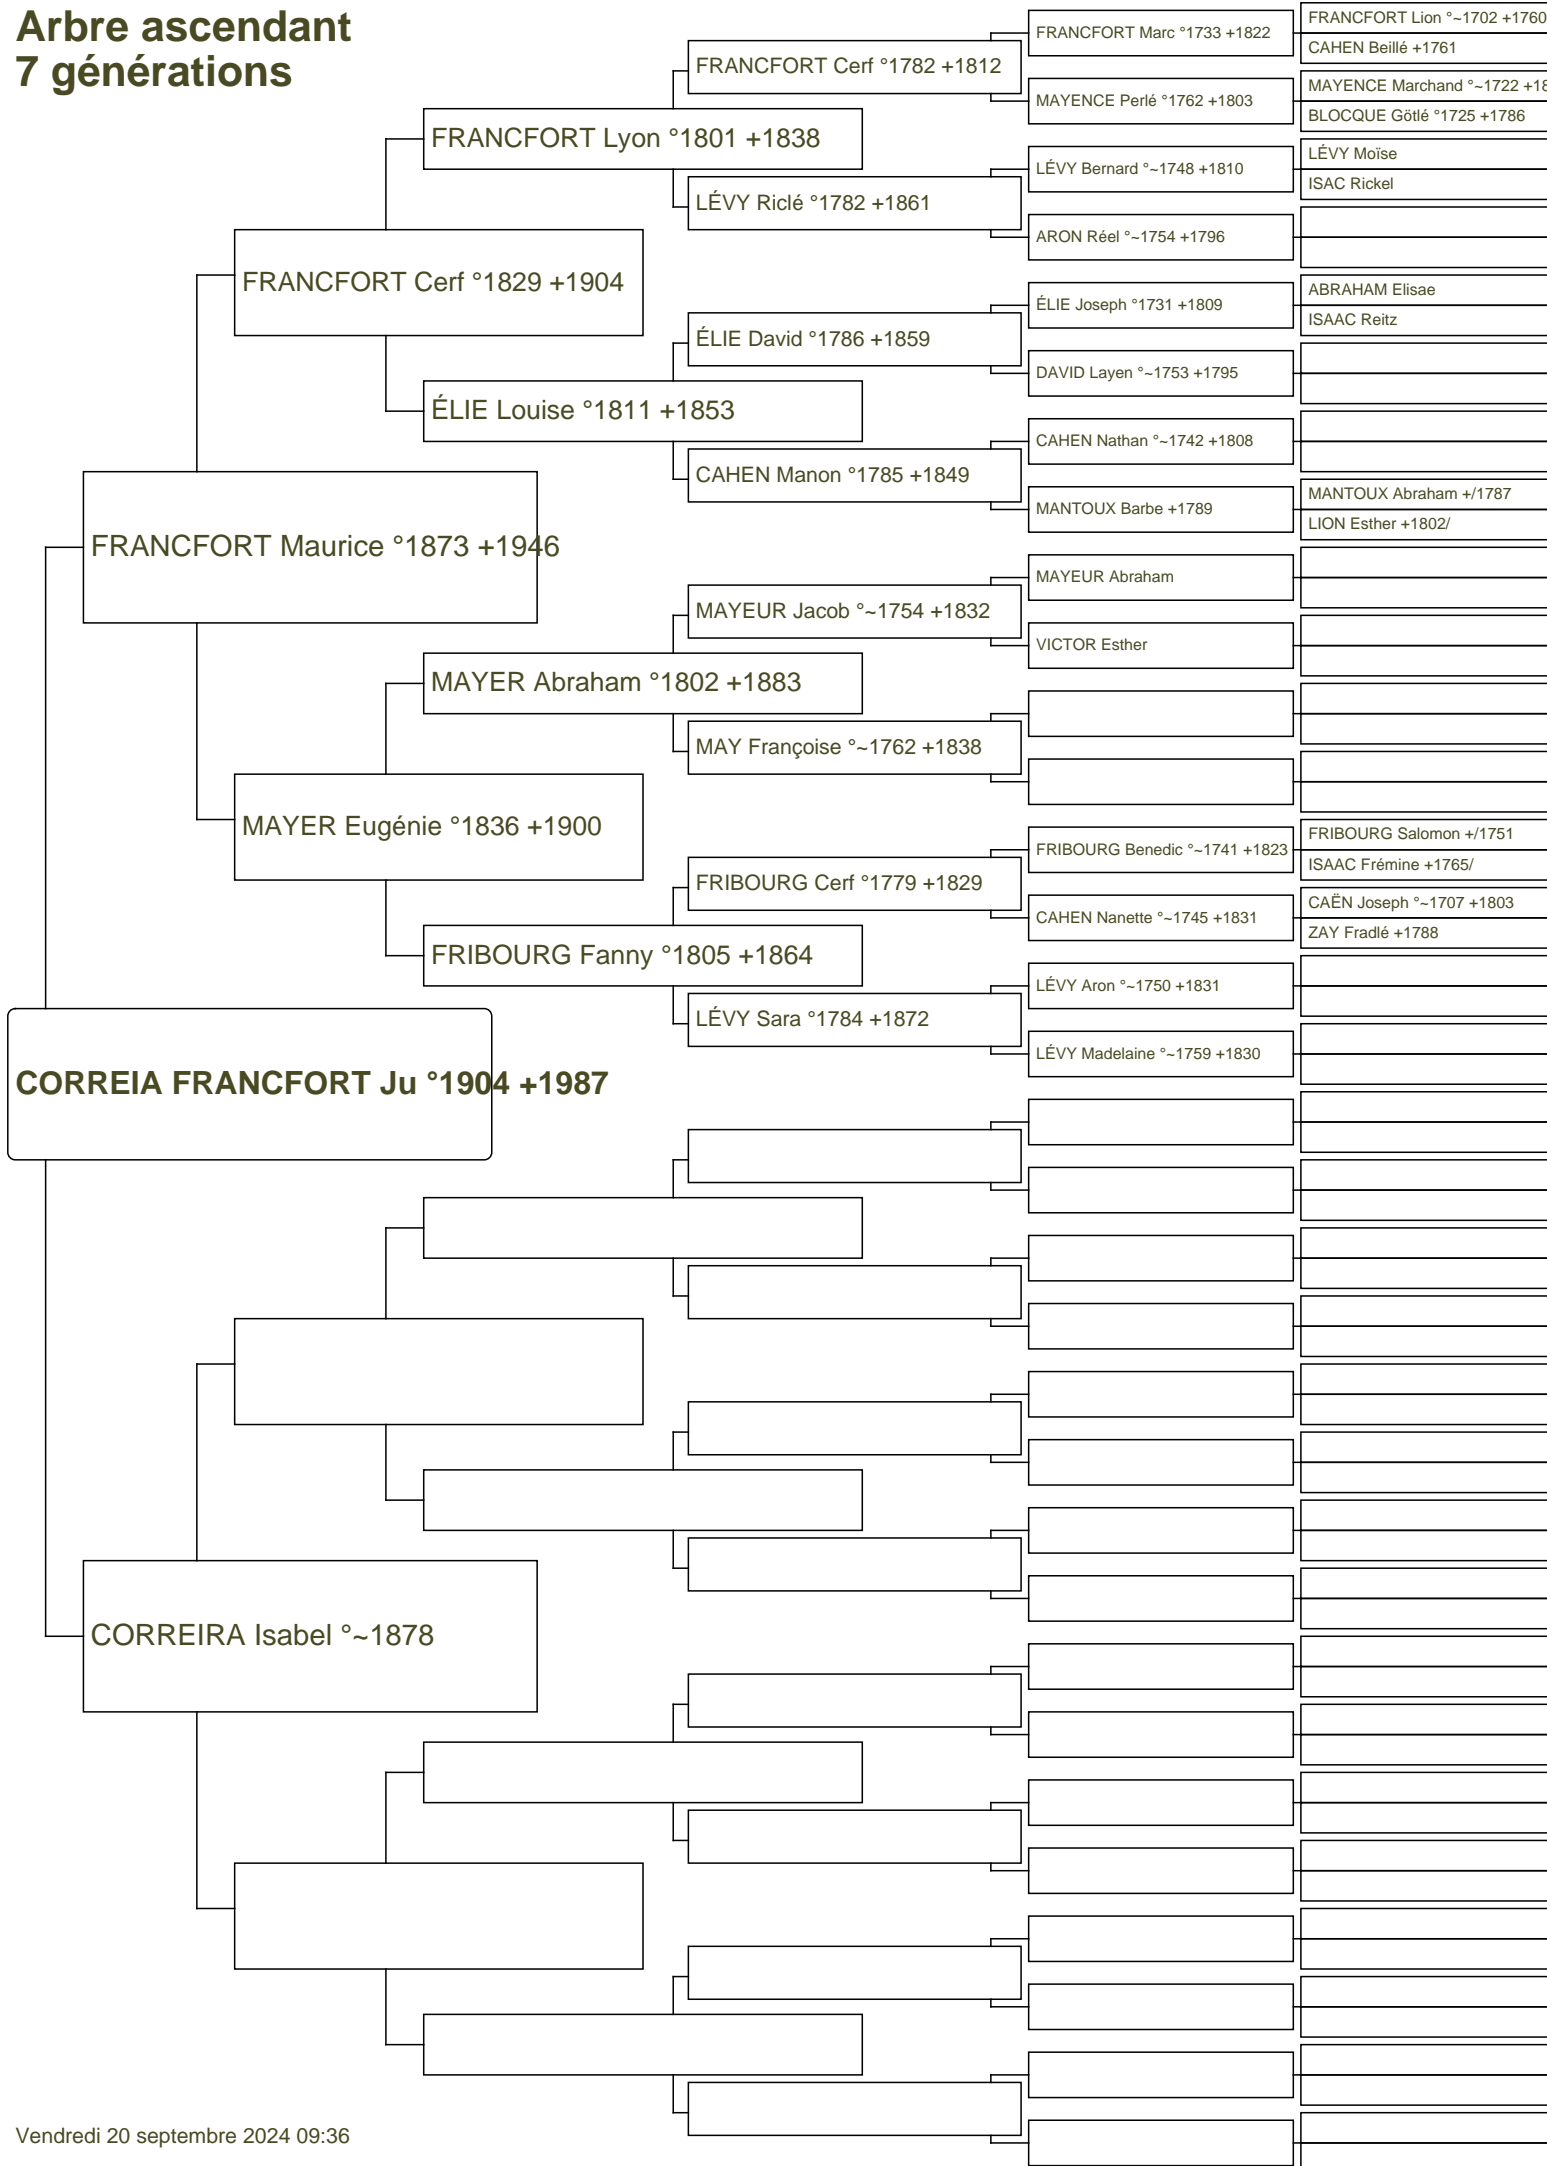 Arbre ascendant
7 générations
FRANCFORT Lion °~1702 +1760
FRANCFORT Marc °1733 +1822
CAHEN Beillé +1761
FRANCFORT Cerf °1782 +1812
MAYENCE Marchand °~1722 +18
MAYENCE Perlé °1762 +1803
BLOCQUE Götlé °1725 +1786
FRANCFORT Lyon °1801 +1838
LÉVY Moïse
LÉVY Bernard °~1748 +1810
ISAC Rickel
LÉVY Riclé °1782 +1861
ARON Réel °~1754 +1796
FRANCFORT Cerf °1829 +1904
ABRAHAM Elisae
ÉLIE Joseph °1731 +1809
ISAAC Reitz
ÉLIE David °1786 +1859
DAVID Layen °~1753 +1795
ÉLIE Louise °1811 +1853
CAHEN Nathan °~1742 +1808
CAHEN Manon °1785 +1849
MANTOUX Abraham +/1787
MANTOUX Barbe +1789
LION Esther +1802/
FRANCFORT Maurice °1873 +1946
MAYEUR Abraham
MAYEUR Jacob °~1754 +1832
VICTOR Esther
MAYER Abraham °1802 +1883
MAY Françoise °~1762 +1838
MAYER Eugénie °1836 +1900
FRIBOURG Salomon +/1751
FRIBOURG Benedic °~1741 +1823
ISAAC Frémine +1765/
FRIBOURG Cerf °1779 +1829
CAËN Joseph °~1707 +1803
CAHEN Nanette °~1745 +1831
ZAY Fradlé +1788
FRIBOURG Fanny °1805 +1864
LÉVY Aron °~1750 +1831
LÉVY Sara °1784 +1872
LÉVY Madelaine °~1759 +1830
CORREIA FRANCFORT Ju °1904 +1987
CORREIRA Isabel °~1878
Vendredi 20 septembre 2024 09:36